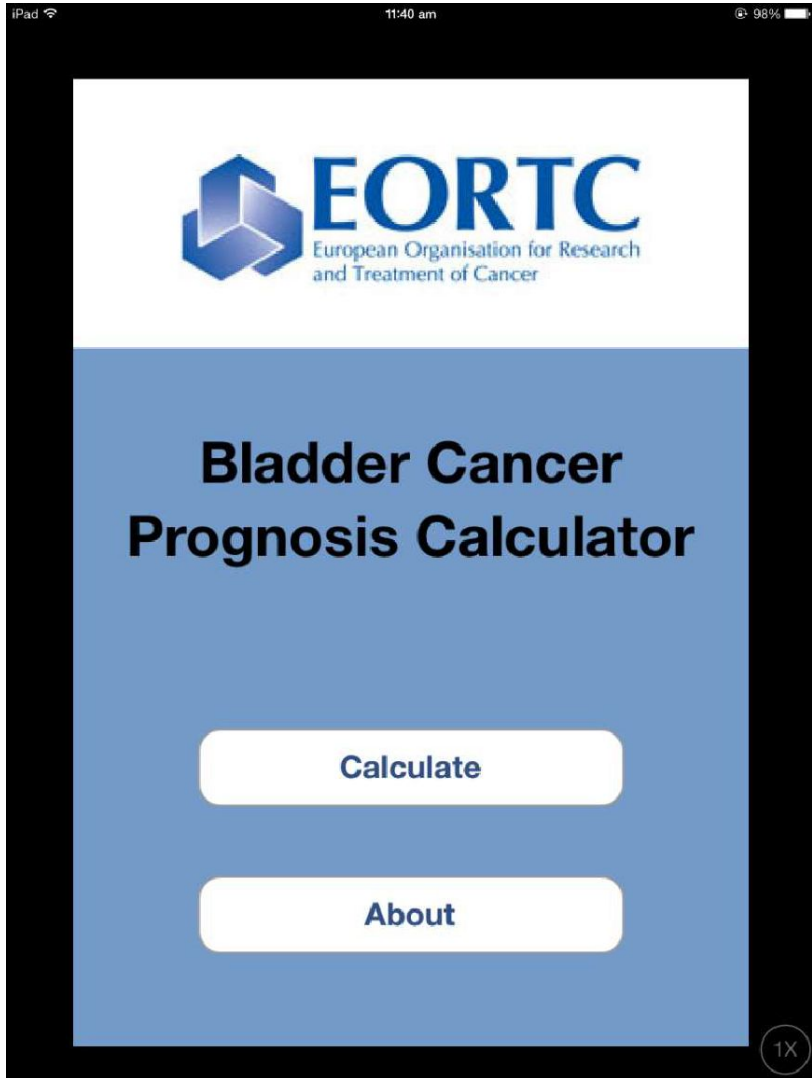 iPad 11:40 am 98%
EORTC
European Organisation for Research
and Treatment of Cancer
Bladder Cancer
Prognosis Calculator
Calculate
About
1X